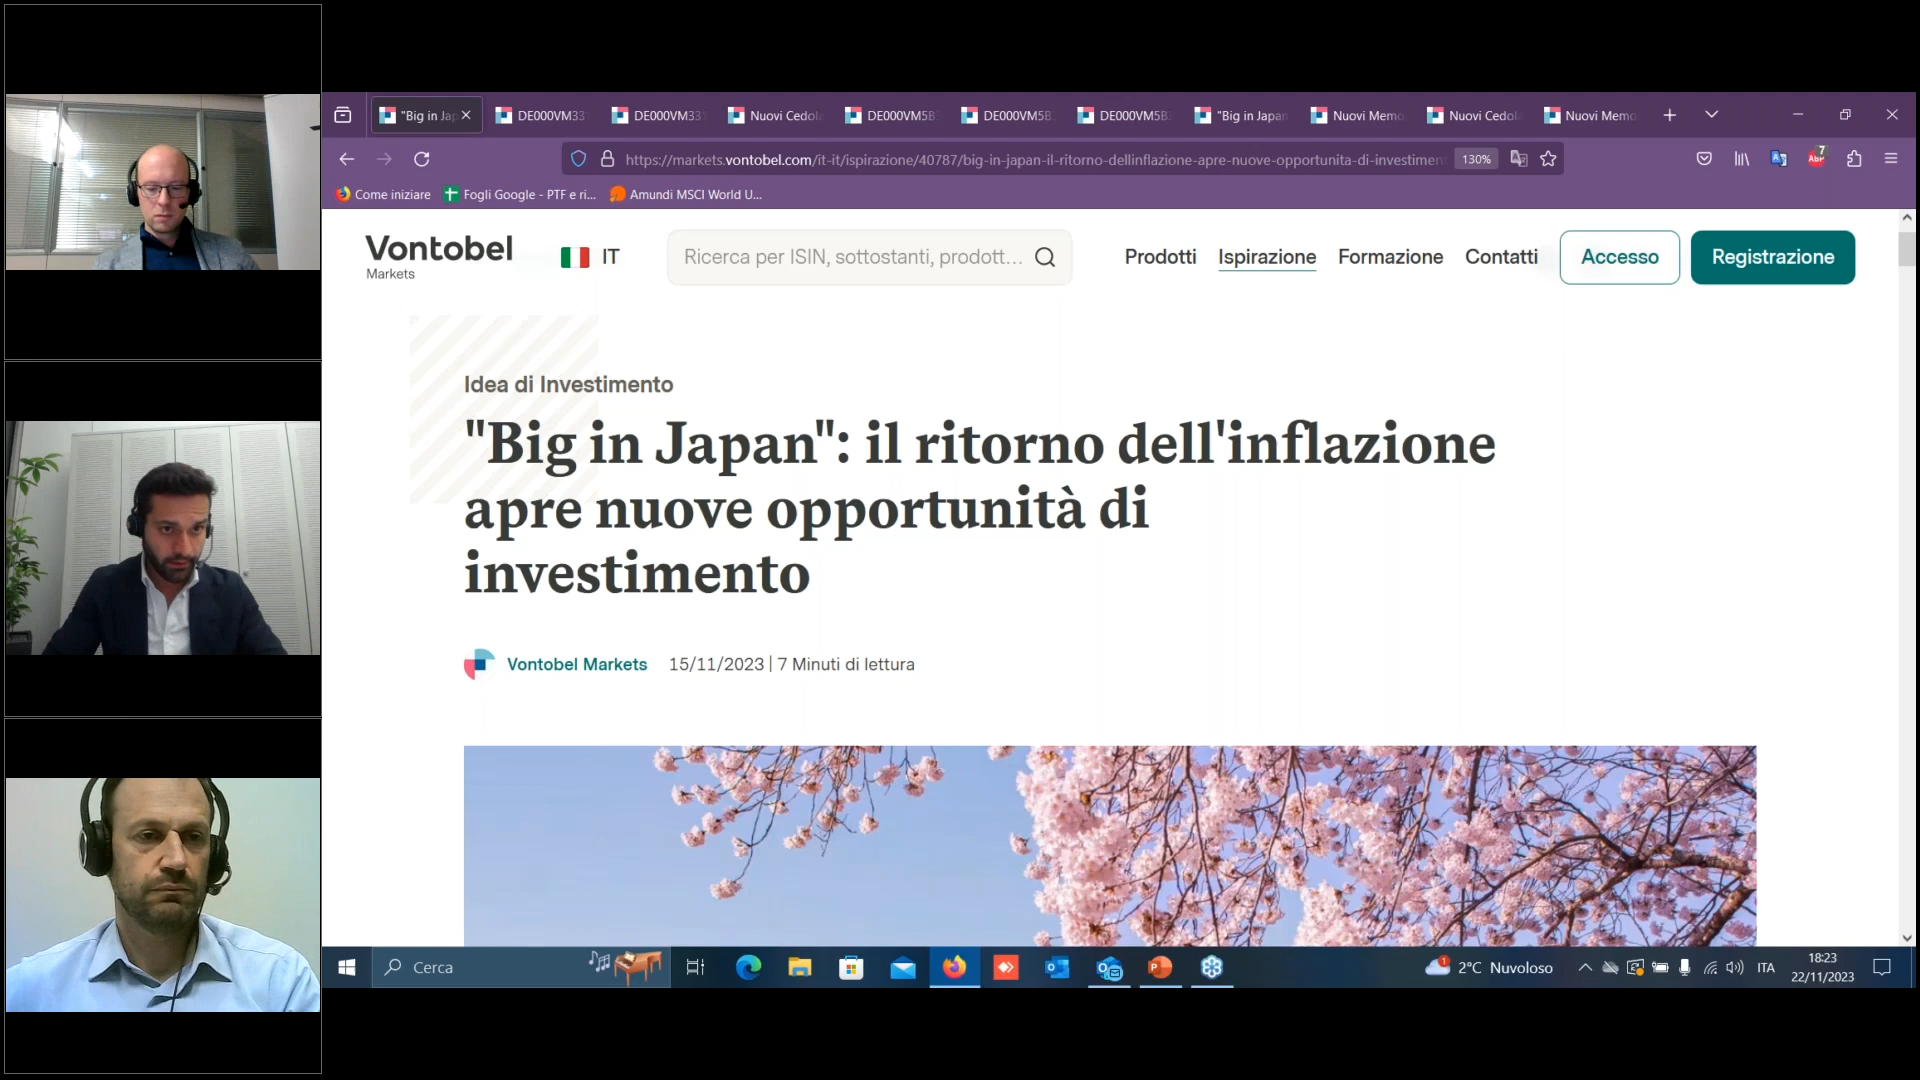 "Big in Jap
DE000VM33
DE000VM33
Nuovi Cedol
DE000VM5B
DE000VM5B
DE000VM5B
"Big in Japan
Nuovi Memo
Nuovi Cedol
Nuovi Memo
https://markets.vontobel.com/it-it/ispirazione/40787/big-in-japan-il-ritorno-dellinflazione-apre-nuove-opportunita-di-investimen
130%
ABP
7
Come iniziare
Fogli Google - PTF e ri...
Amundi MSCI World U...
Vontobel
Markets
IT
Ricerca per ISIN, sottostanti, prodott...
Prodotti
Ispirazione
Formazione
Contatti
Accesso
Registrazione
Idea di Investimento
"Big in Japan": il ritorno dell'inflazione
apre nuove opportunità di
investimento
Vontobel Markets 15/11/2023 | 7 Minuti di lettura
Cerca
1
2°C Nuvoloso
ITA
18:23
22/11/2023